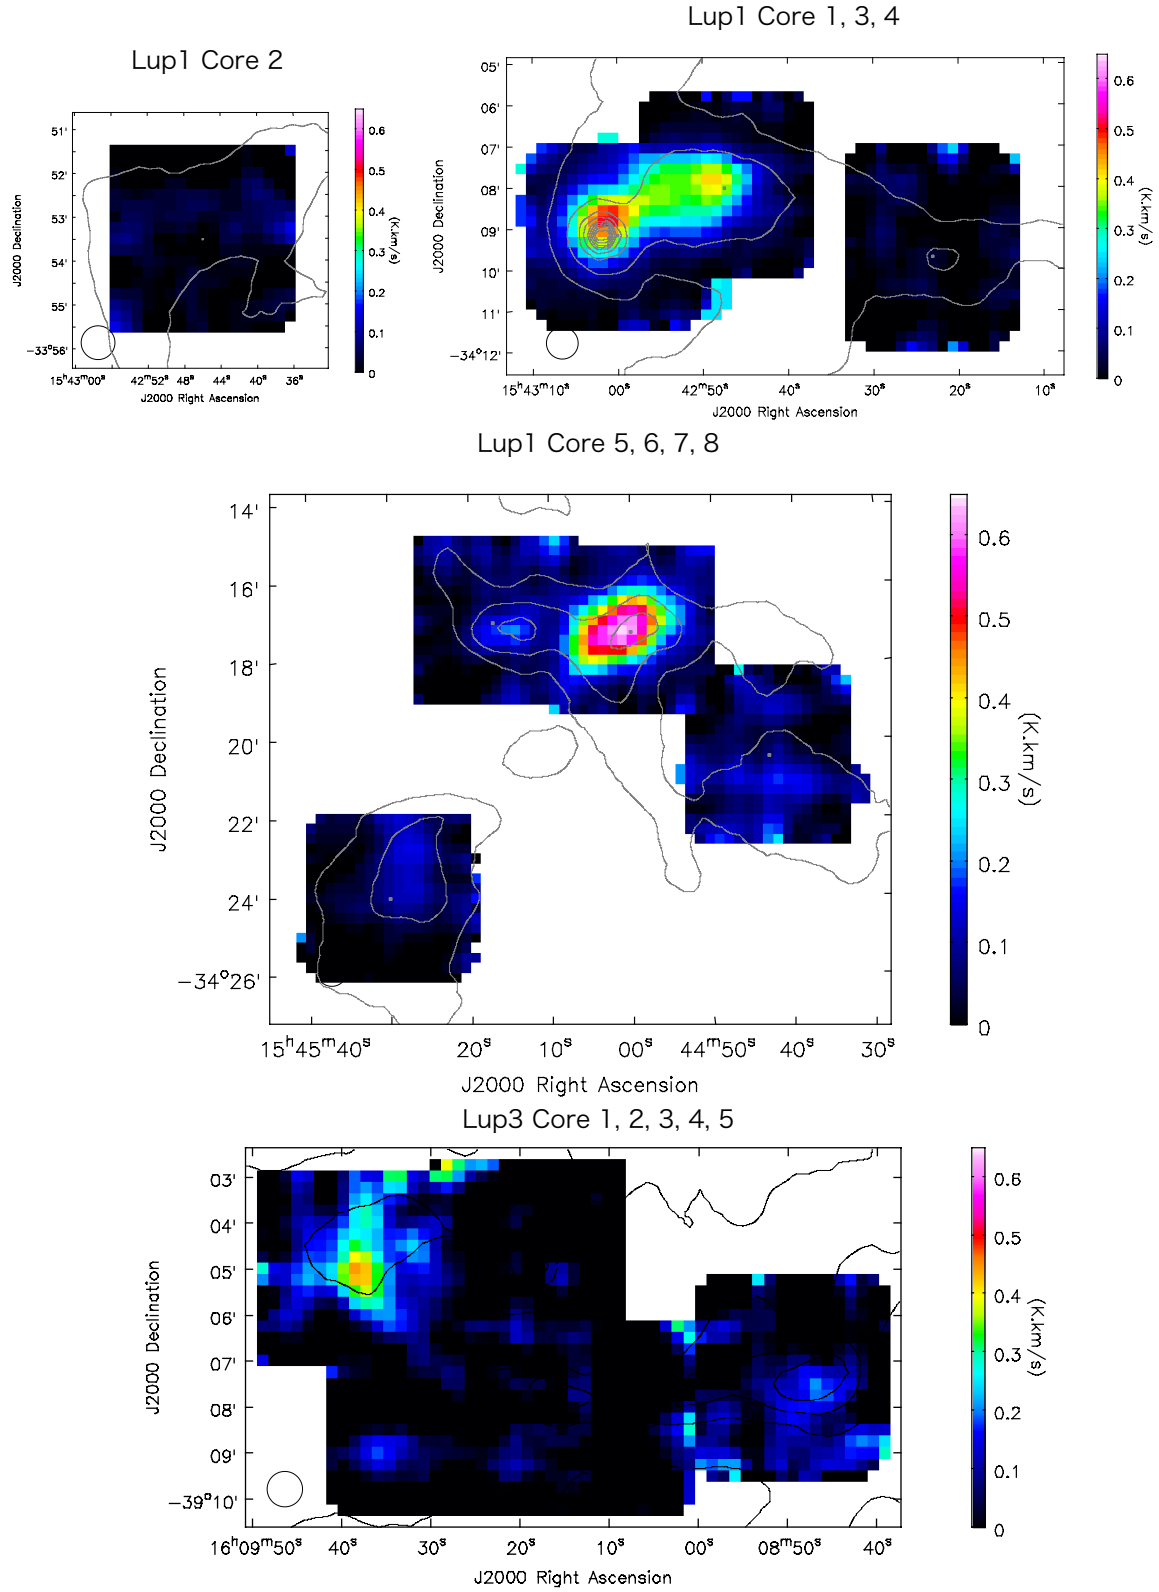 Lup1 Core 1, 3, 4
Lup1 Core 2
51'
52'
53'
54'
55'
−33°56'
J2000 Declination
15ʰ43ᵐ00ˢ 42ᵐ52ˢ 48ˢ 44ˢ 40ˢ 36ˢ
J2000 Right Ascension
0.6
0.5
0.4
0.3
0.2
0.1
0
(K.km/s)
05'
06'
07'
08'
09'
10'
11'
−34°12'
J2000 Declination
15ʰ43ᵐ10ˢ 00ˢ 42ᵐ50ˢ 40ˢ 30ˢ 20ˢ 10ˢ
J2000 Right Ascension
0.6
0.5
0.4
0.3
0.2
0.1
0
(K.km/s)
Lup1 Core 5, 6, 7, 8
14'
16'
18'
20'
22'
24'
−34°26'
J2000 Declination
15ʰ45ᵐ40ˢ 20ˢ 10ˢ 00ˢ 44ᵐ50ˢ 40ˢ 30ˢ
J2000 Right Ascension
0.6
0.5
0.4
0.3
0.2
0.1
0
(K.km/s)
Lup3 Core 1, 2, 3, 4, 5
03'
04'
05'
06'
07'
08'
09'
−39°10'
J2000 Declination
16ʰ09ᵐ50ˢ 40ˢ 30ˢ 20ˢ 10ˢ 00ˢ 08ᵐ50ˢ 40ˢ
J2000 Right Ascension
0.6
0.5
0.4
0.3
0.2
0.1
0
(K.km/s)